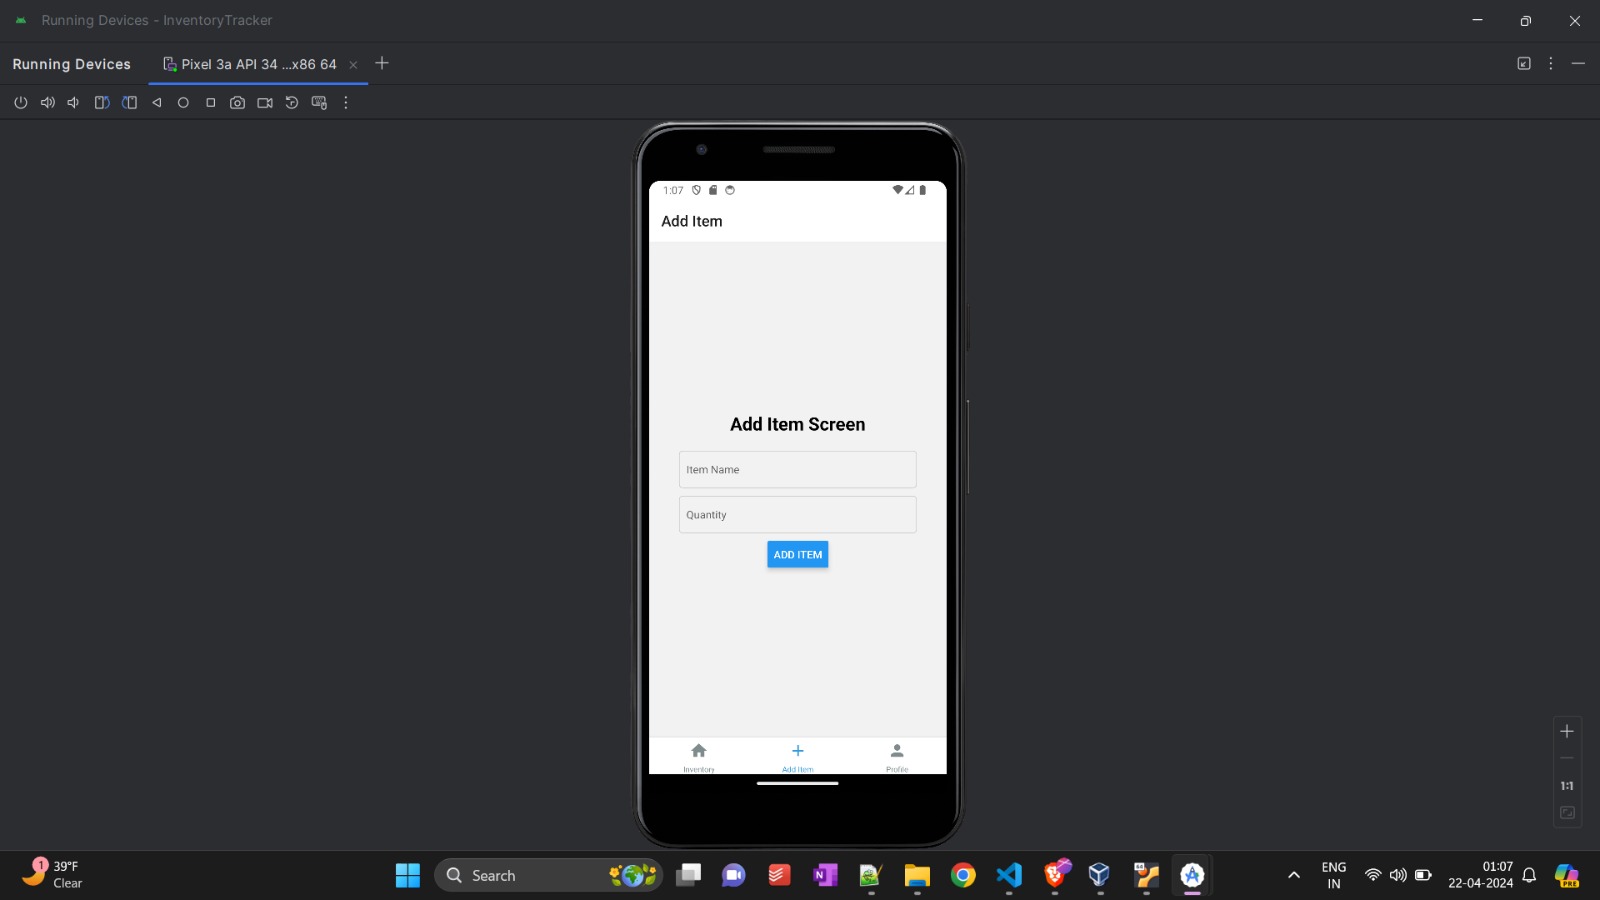 Running Devices - InventoryTracker
Running Devices
Pixel 3a API 34 ...x86 64
1:07
Add Item
Add Item Screen
Item Name
Quantity
ADD ITEM
Inventory
Add Item
Profile
1:1
1
39°F
Clear
Search
ENG
IN
01:07
22-04-2024
PRE